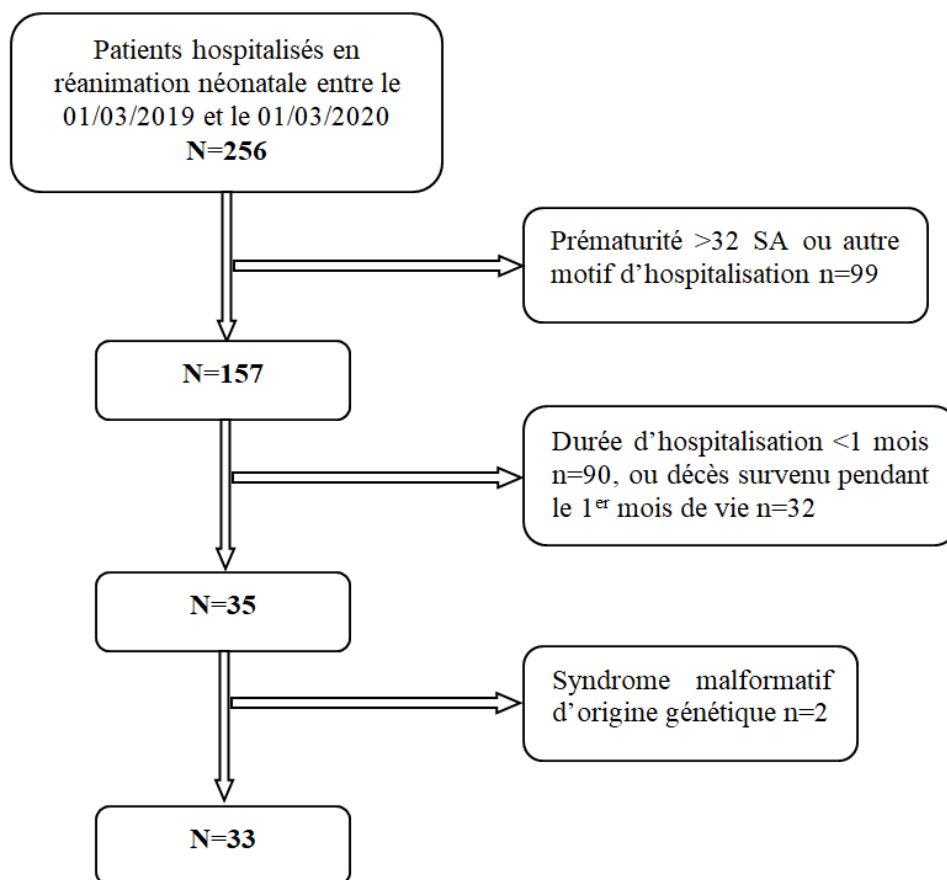 Patients hospitalisés en
réanimation néonatale entre le
01/03/2019 et le 01/03/2020
N=256
Prématurité >32 SA ou autre
motif d’hospitalisation n=99
N=157
Durée d’hospitalisation <1 mois
n=90, ou décès survenu pendant
le 1er mois de vie n=32
N=35
Syndrome malformatif
d’origine génétique n=2
N=33